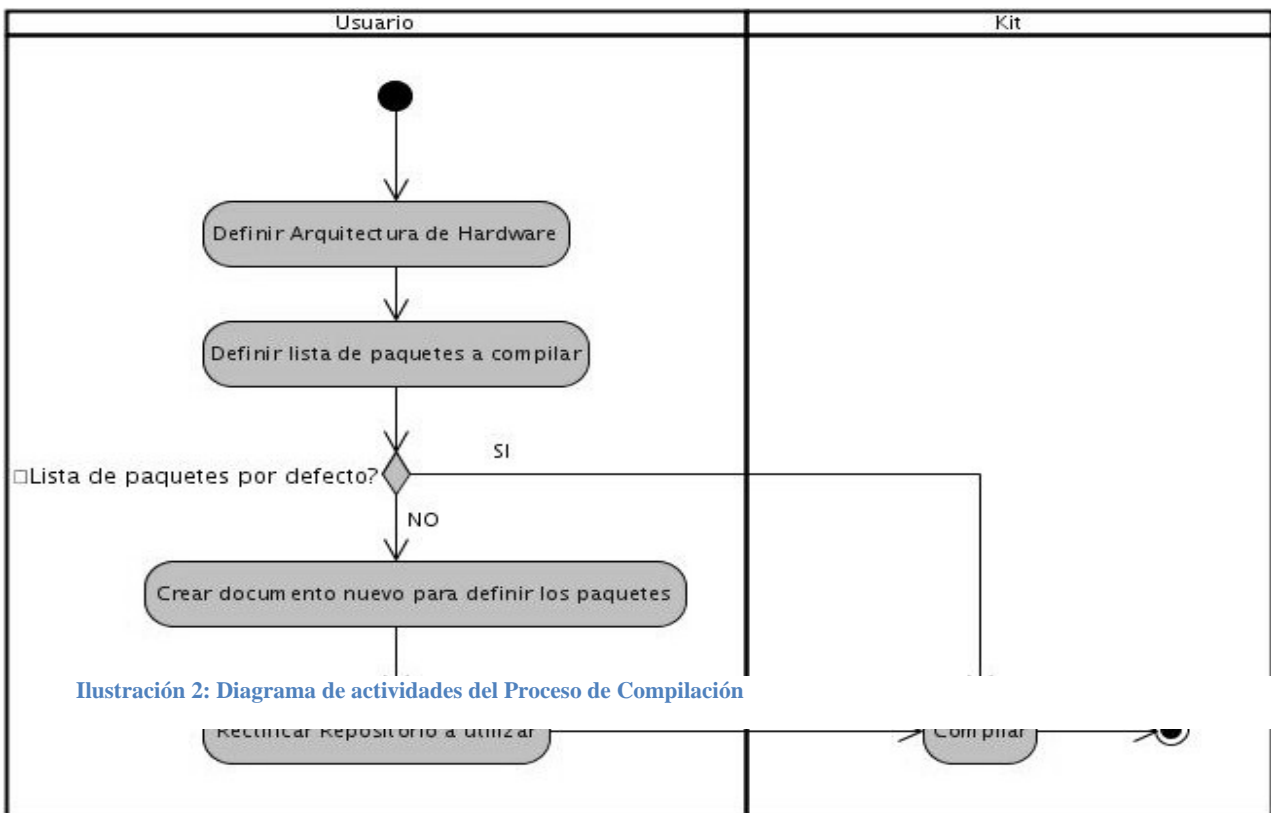 Usuario
Kit
Definir Arquitectura de Hardware
Definir lista de paquetes a compilar
□Lista de paquetes por defecto?
SI
NO
Crear documento nuevo para definir los paquetes
Ilustración 2: Diagrama de actividades del Proceso de Compilación
Rectificar Repositorio a utilizar
Compilar